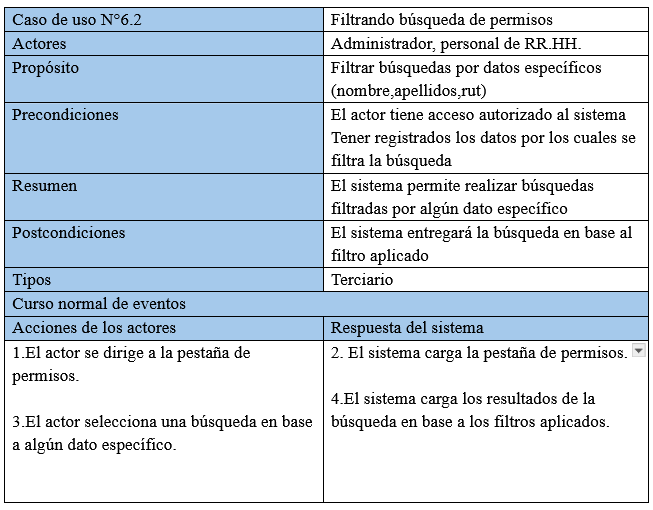 Caso de uso N°6.2
Filtrando búsqueda de permisos
Actores
Administrador, personal de RR.HH.
Propósito
Filtrar búsquedas por datos específicos
(nombre,apellidos,rut)
Precondiciones
El actor tiene acceso autorizado al sistema
Tener registrados los datos por los cuales se
filtra la búsqueda
Resumen
El sistema permite realizar búsquedas
filtradas por algún dato específico
Postcondiciones
El sistema entregará la búsqueda en base al
filtro aplicado
Tipos
Terciario
Curso normal de eventos
Acciones de los actores
Respuesta del sistema
1.El actor se dirige a la pestaña de
permisos.
3.El actor selecciona una búsqueda en base
a algún dato específico.
2. El sistema carga la pestaña de permisos.
4.El sistema carga los resultados de la
búsqueda en base a los filtros aplicados.